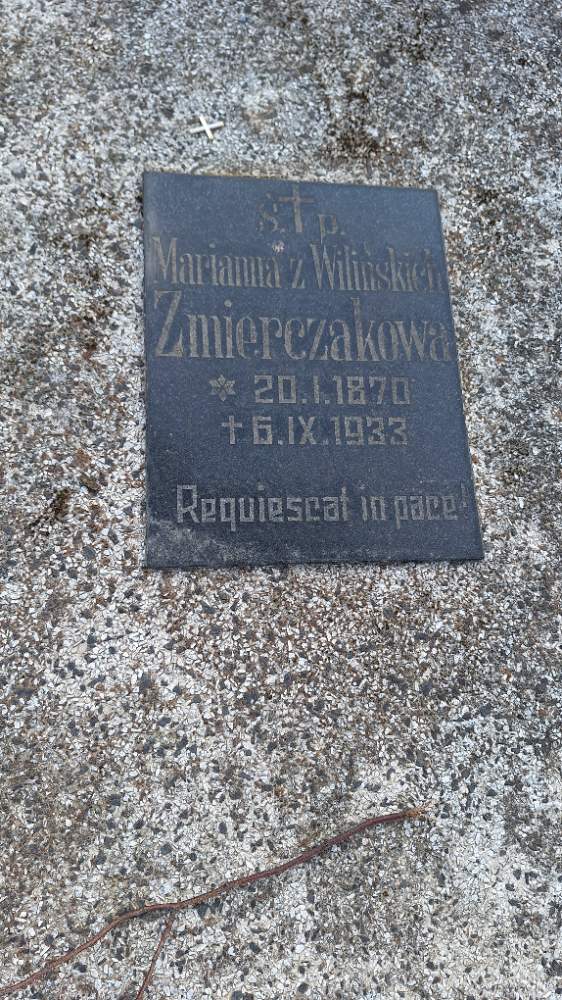 ś. † p.
Marianna z Wilińskich
Zmierczakowa
* 20.I.1870
† 6.IX.1933
Requiescat in pace!